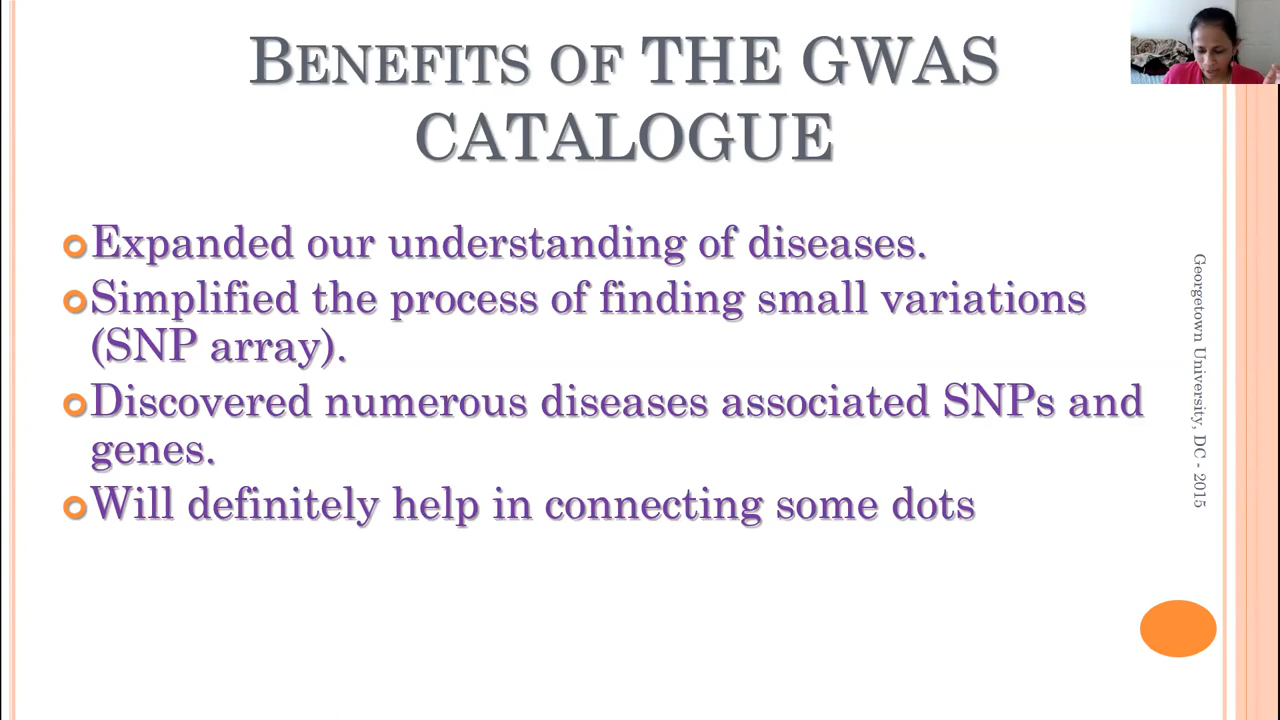 BENEFITS OF THE GWAS
CATALOGUE
Expanded our understanding of diseases.
Simplified the process of finding small variations
(SNP array).
Discovered numerous diseases associated SNPs and
genes.
Will definitely help in connecting some dots
Georgetown University, DC - 2015